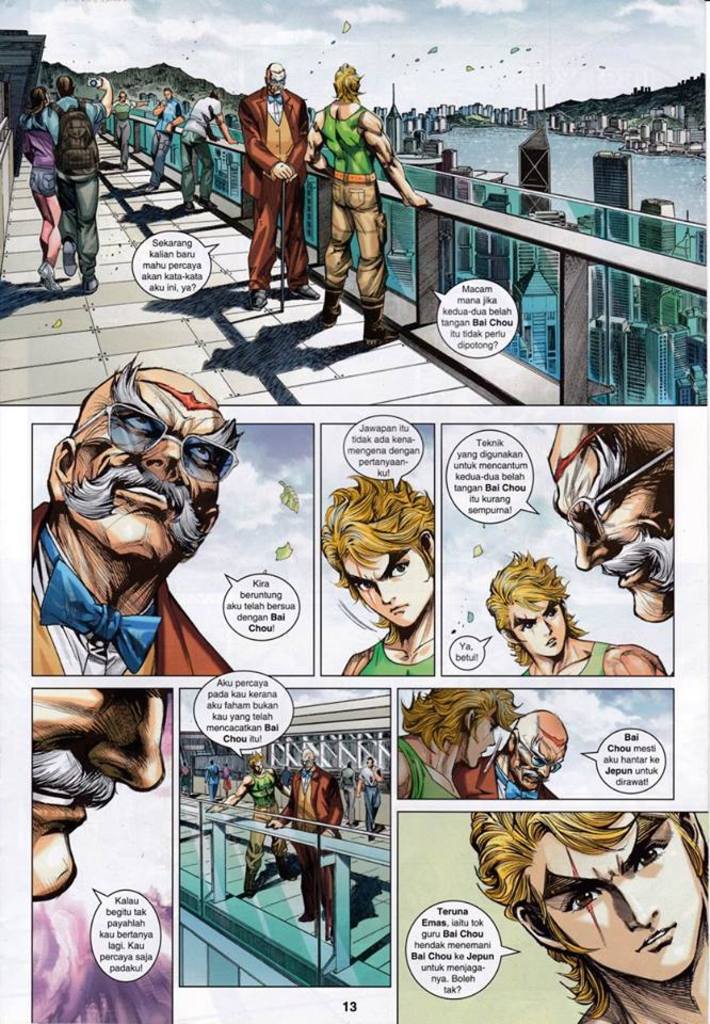 Sekarang
kalian baru
mahu percaya
akan kata-kata
aku ini, ya?
Macam
mana jika
kedua-dua belah
tangan Bai Chou
itu tidak perlu
dipotong?
Kira
beruntung
aku telah bersua
dengan Bai
Chou!
Jawapan itu
tidak ada kena-
mengena dengan
pertanyaan-
ku!
Teknik
yang digunakan
untuk mencantum
kedua-dua belah
tangan Bai Chou
itu kurang
sempurna!
Ya,
betul!
Kalau
begitu tak
payahlah
kau bertanya
lagi. Kau
percaya saja
padaku!
Aku percaya
pada kau kerana
aku faham bukan
kau yang telah
mencacatkan Bai
Chou itu!
Bai
Chou mesti
aku hantar ke
Jepun untuk
dirawat!
Teruna
Emas, iaitu tok
guru Bai Chou
hendak menemani
Bai Chou ke Jepun
untuk menjaga-
nya. Boleh
tak?
13